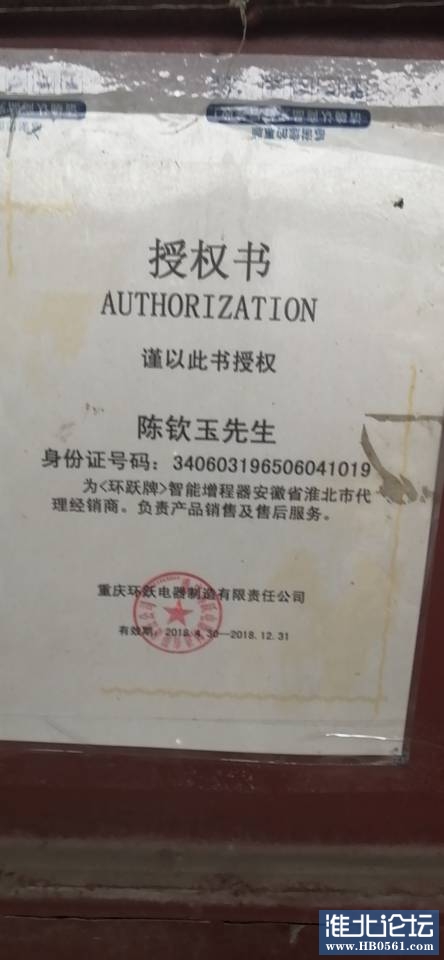 授权书
AUTHORIZATION
谨以此书授权
陈钦玉先生
身份证号码：340603196506041019
为<环跃牌>智能增程器安徽省淮北市代
理经销商。负责产品销售及售后服务。
重庆环跃电器制造有限责任公司
有效期：2018.4.30—2018.12.31
淮北论坛
www.HB0561.com